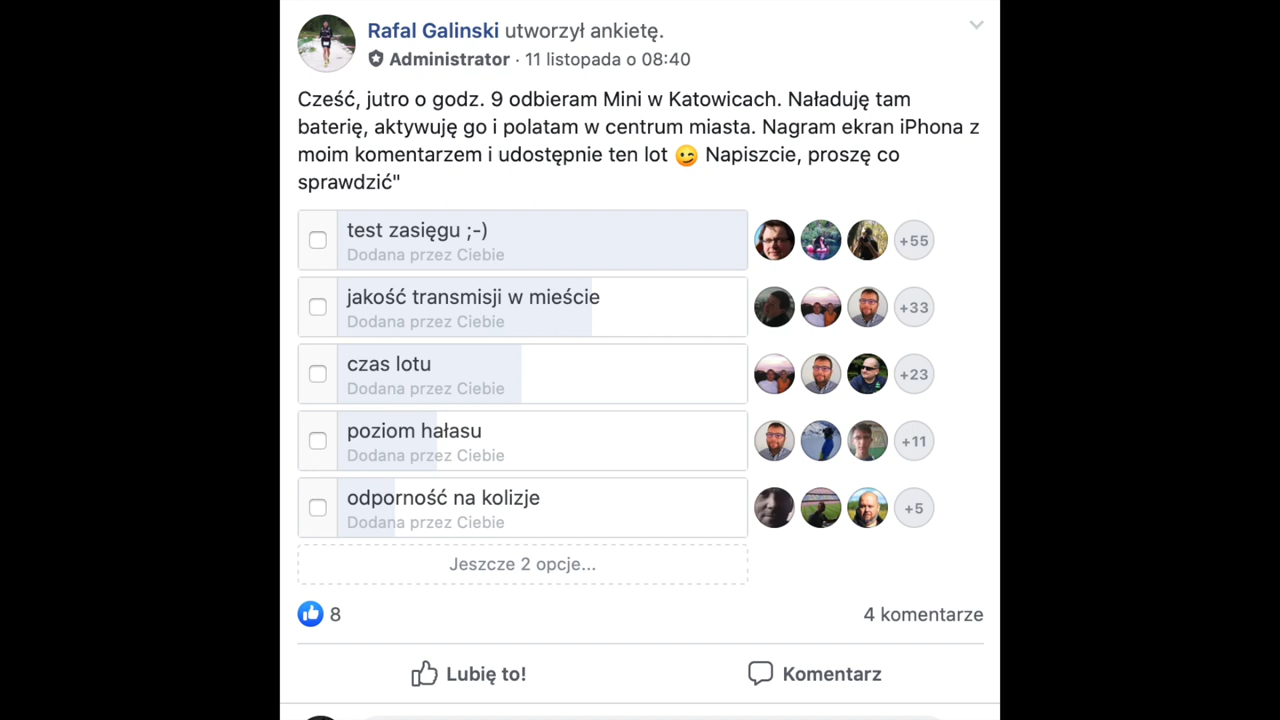 Rafal Galinski utworzył ankietę.
Administrator · 11 listopada o 08:40
Cześć, jutro o godz. 9 odbieram Mini w Katowicach. Naładuję tam
baterię, aktywuję go i polatam w centrum miasta. Nagram ekran iPhona z
moim komentarzem i udostępnie ten lot 😉 Napiszcie, proszę co
sprawdzić"
test zasięgu ;-)
Dodana przez Ciebie
+55
jakość transmisji w mieście
Dodana przez Ciebie
+33
czas lotu
Dodana przez Ciebie
+23
poziom hałasu
Dodana przez Ciebie
+11
odporność na kolizje
Dodana przez Ciebie
+5
Jeszcze 2 opcje...
8
4 komentarze
Lubię to!
Komentarz